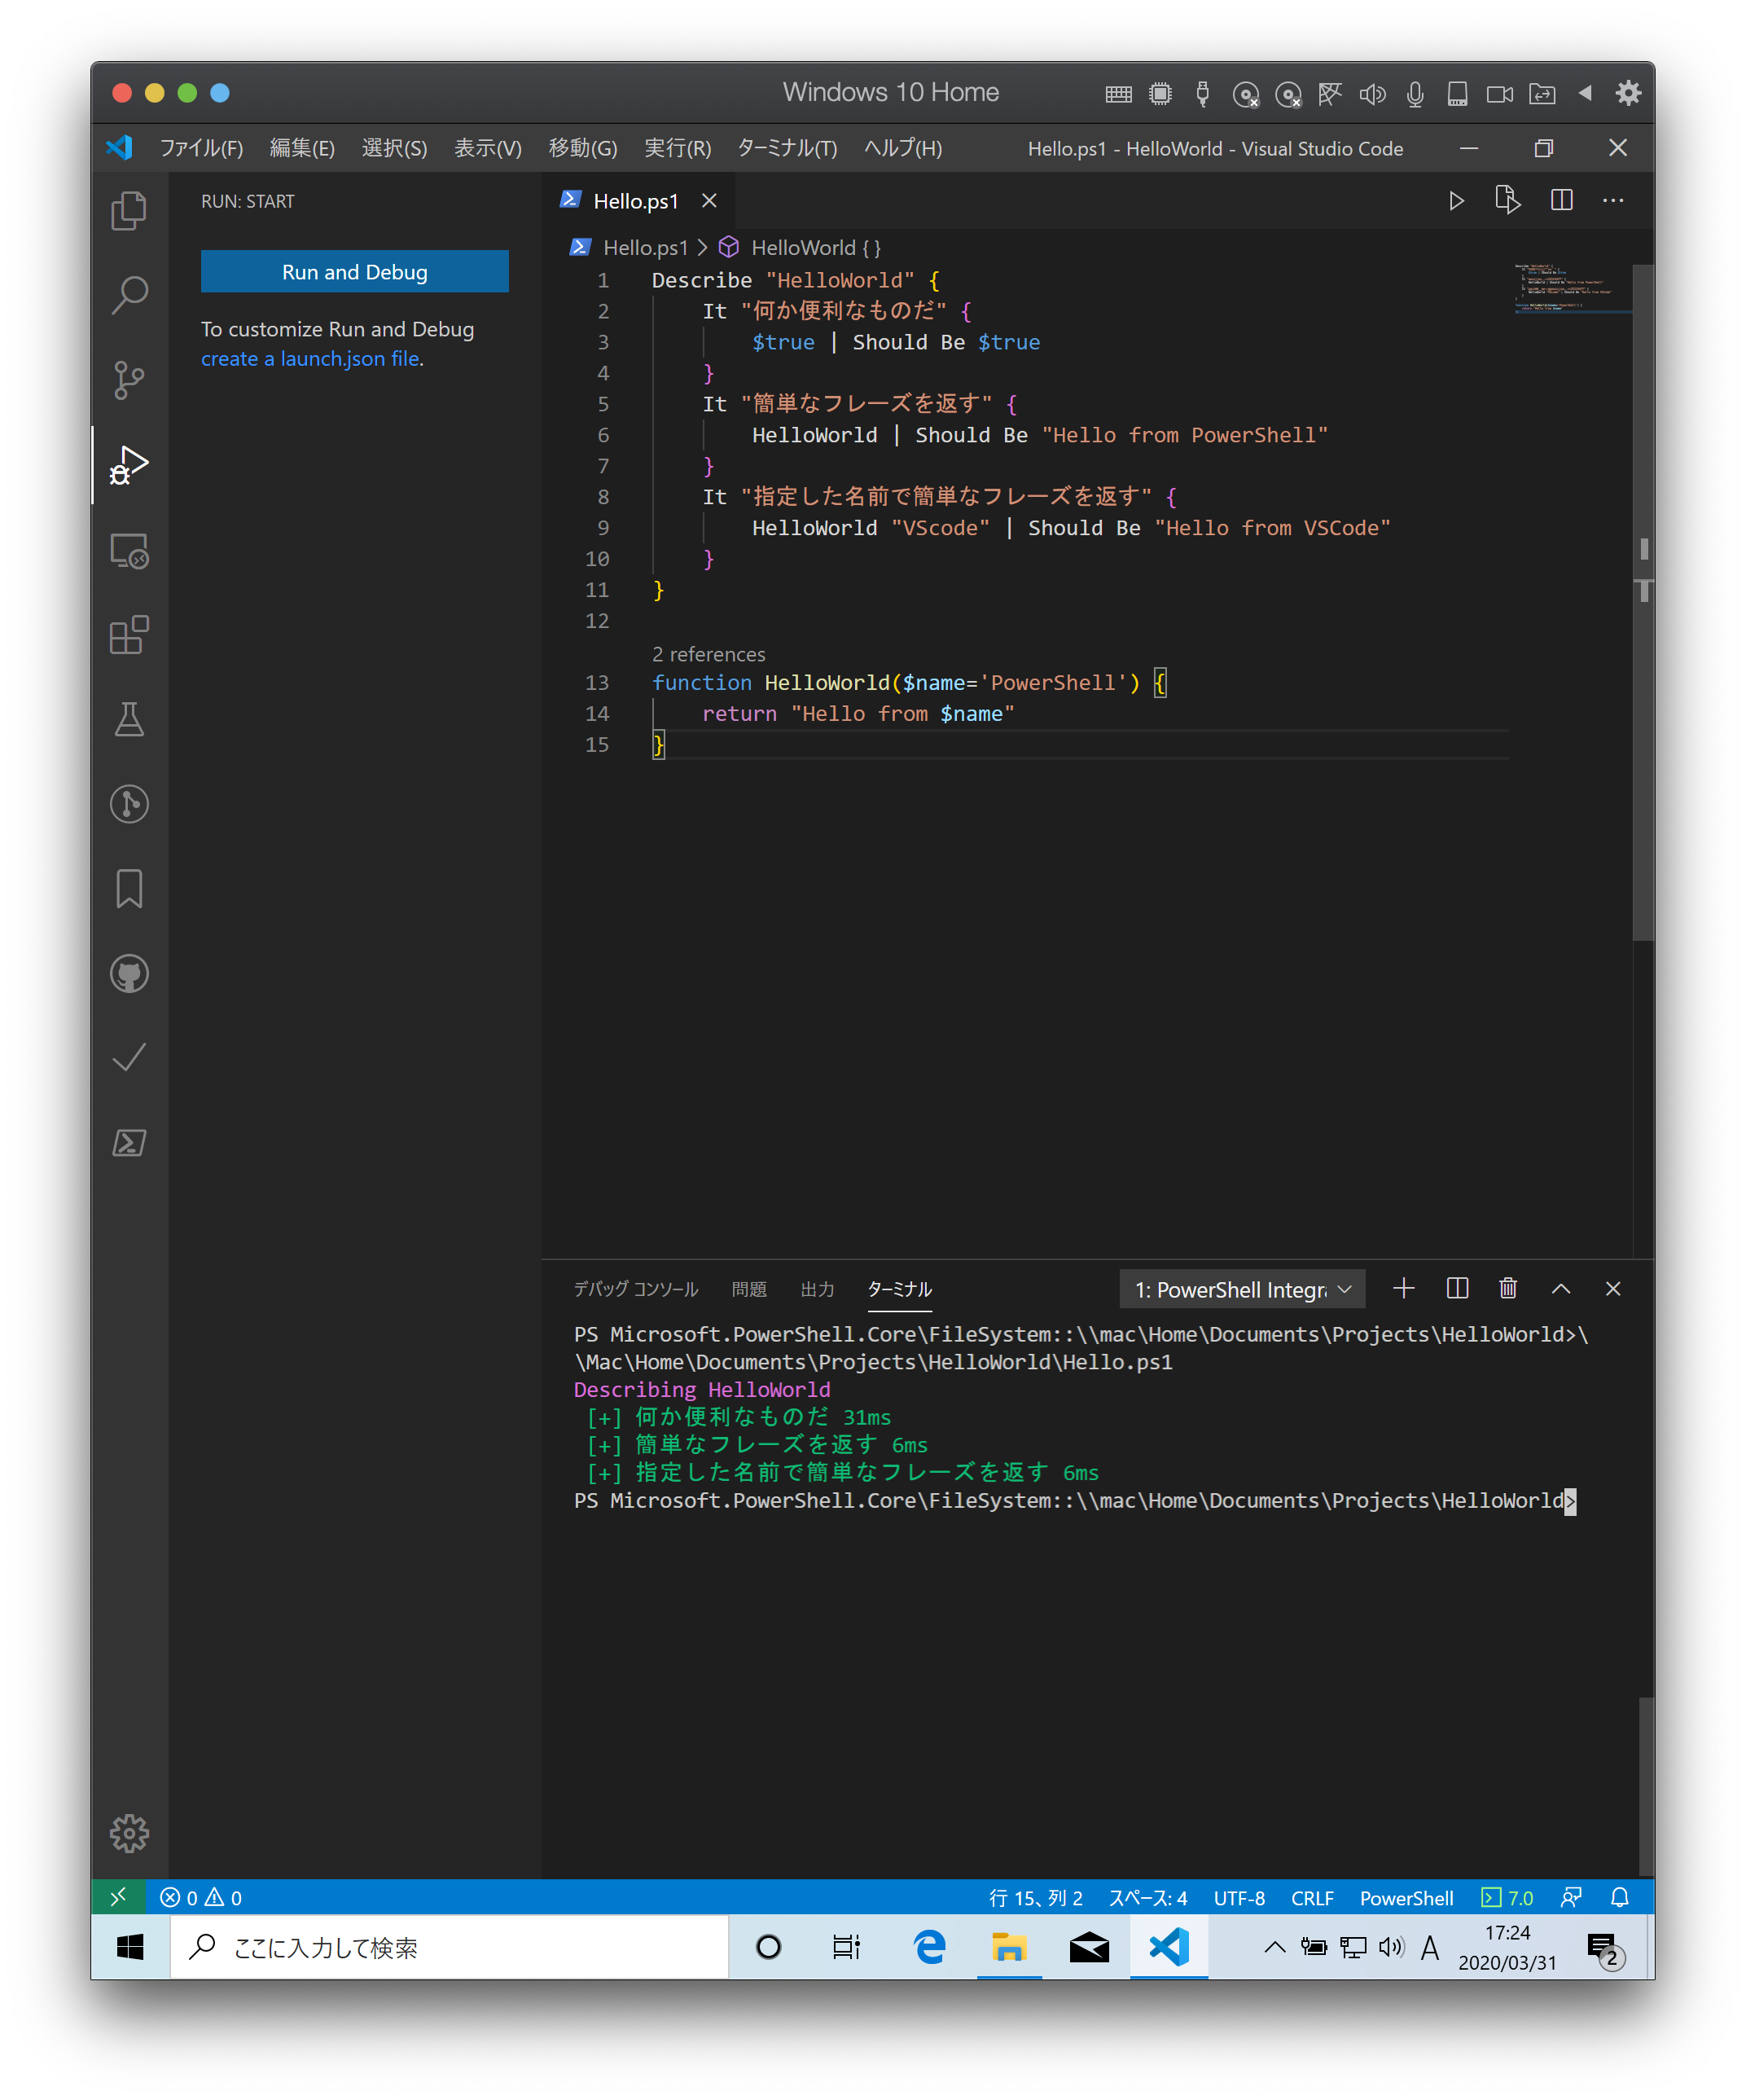 Windows 10 Home
ファイル(F) 編集(E) 選択(S) 表示(V) 移動(G) 実行(R) ターミナル(T) ヘルプ(H) Hello.ps1 - HelloWorld - Visual Studio Code
RUN: START
Run and Debug
To customize Run and Debug
create a launch.json file.
Hello.ps1
Hello.ps1 > HelloWorld { }
1 Describe "HelloWorld" {
2 It "何か便利なものだ" {
3 $true | Should Be $true
4 }
5 It "簡単なフレーズを返す" {
6 HelloWorld | Should Be "Hello from PowerShell"
7 }
8 It "指定した名前で簡単なフレーズを返す" {
9 HelloWorld "VScode" | Should Be "Hello from VSCode"
10 }
11 }
12
2 references
13 function HelloWorld($name='PowerShell') {
14 return "Hello from $name"
15 }
デバッグ コンソール 問題 出力 ターミナル 1: PowerShell Integra
PS Microsoft.PowerShell.Core\FileSystem::\\mac\Home\Documents\Projects\HelloWorld>\
\Mac\Home\Documents\Projects\HelloWorld\Hello.ps1
Describing HelloWorld
[+] 何か便利なものだ 31ms
[+] 簡単なフレーズを返す 6ms
[+] 指定した名前で簡単なフレーズを返す 6ms
PS Microsoft.PowerShell.Core\FileSystem::\\mac\Home\Documents\Projects\HelloWorld>
0 0 行 15、列 2 スペース: 4 UTF-8 CRLF PowerShell 7.0
ここに入力して検索 A 17:24
2020/03/31 2